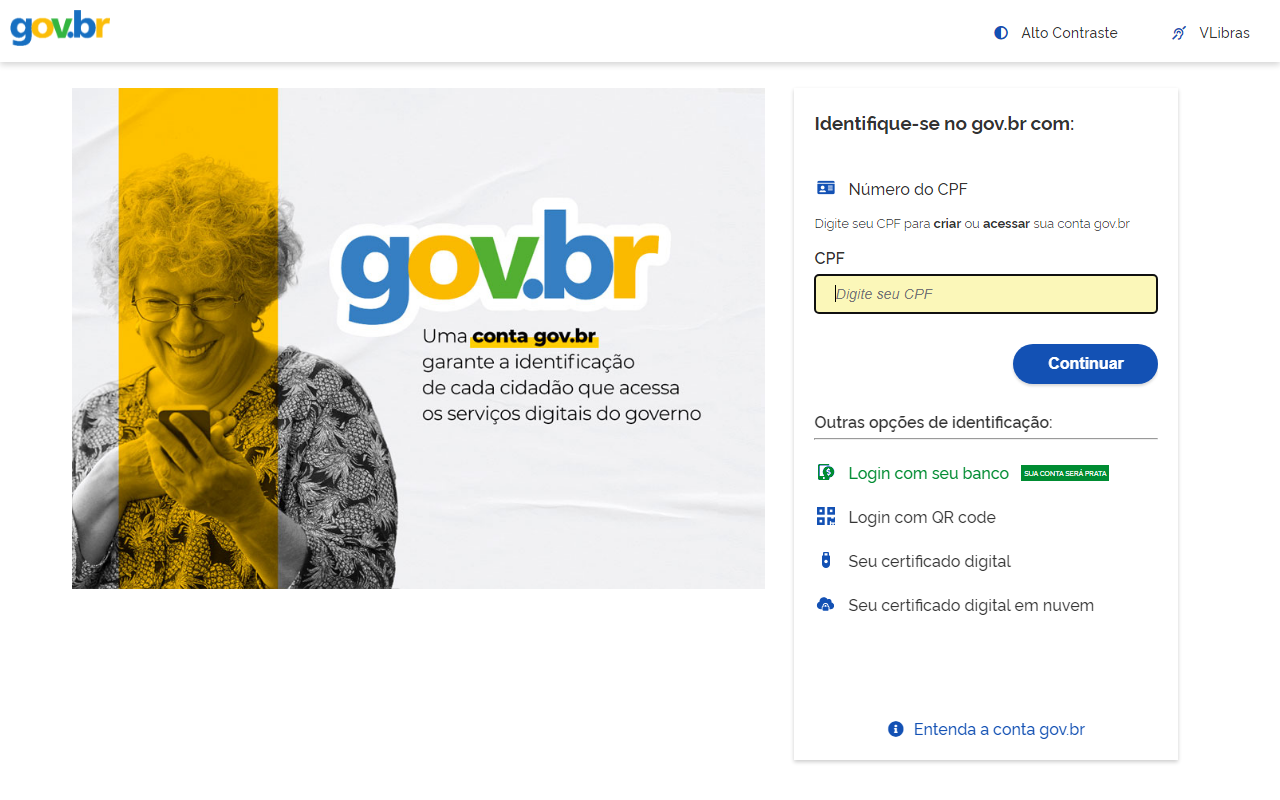 gov.br
Alto Contraste
VLibras
gov.br
Uma conta gov.br
garante a identificação
de cada cidadão que acessa
os serviços digitais do governo
Identifique-se no gov.br com:
Número do CPF
Digite seu CPF para criar ou acessar sua conta gov.br
CPF
Digite seu CPF
Continuar
Outras opções de identificação:
Login com seu banco SUA CONTA SERÁ PRATA
Login com QR code
Seu certificado digital
Seu certificado digital em nuvem
Entenda a conta gov.br